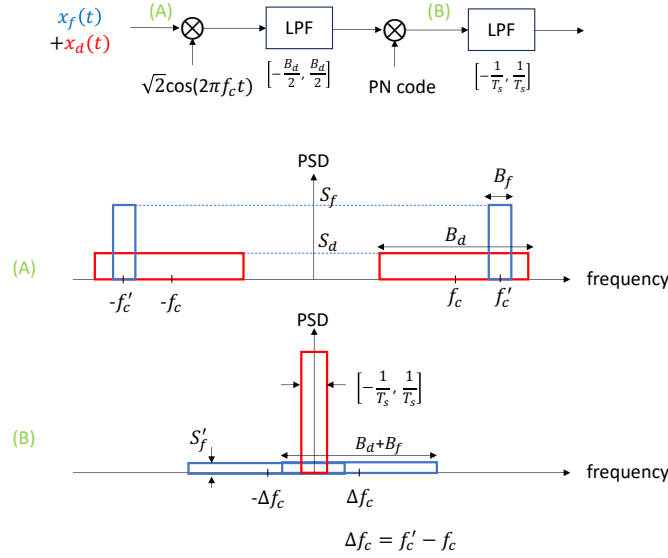 x_f(t)
+x_d(t)
(A)
LPF
(B)
LPF
√2cos(2πf_c t)
[-B_d/2, B_d/2]
PN code
[-1/T_s, 1/T_s]
PSD
S_f
B_f
S_d
B_d
(A)
-f_c′
-f_c
f_c
f_c′
frequency
PSD
[-1/T_s, 1/T_s]
(B)
S_f′
B_d+B_f
frequency
-Δf_c
Δf_c
Δf_c = f_c′ − f_c